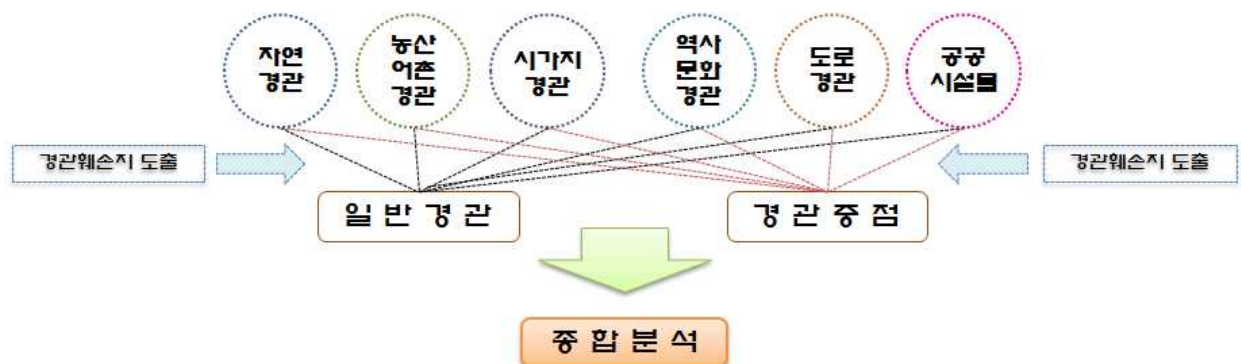 자연
경관
농산
어촌
경관
시가지
경관
역사
문화
경관
도로
경관
공공
시설물
경관훼손지 도출
경관훼손지 도출
일반경관
경관중점
종합분석